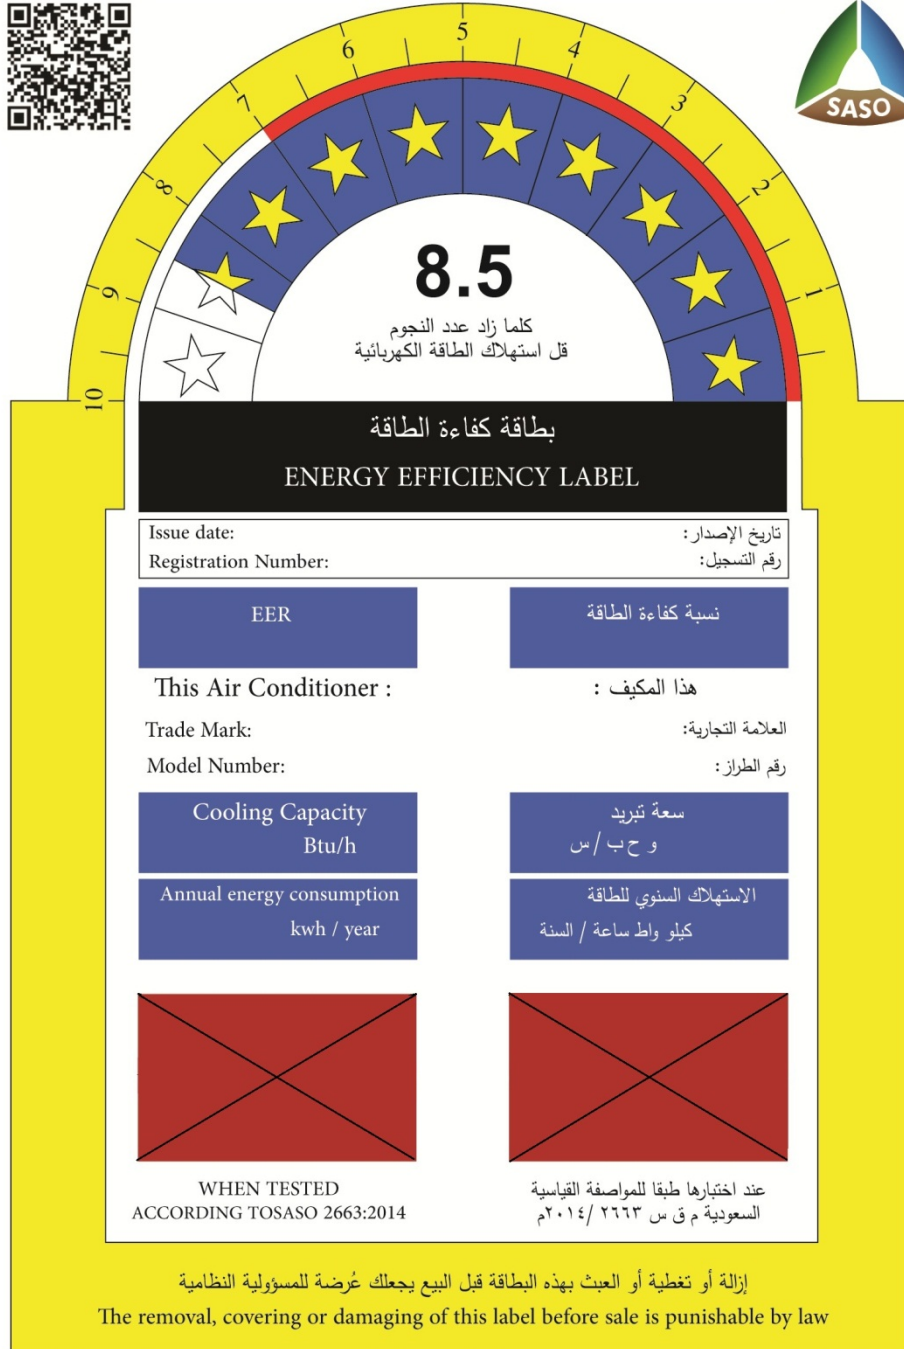 5
6
4
7
3
8
2
9
1
10
SASO
8.5
كلما زاد عدد النجوم
قل استهلاك الطاقة الكهربائية
بطاقة كفاءة الطاقة
ENERGY EFFICIENCY LABEL
Issue date:
تاريخ الإصدار:
Registration Number:
رقم التسجيل:
EER
نسبة كفاءة الطاقة
This Air Conditioner :
هذا المكيف :
Trade Mark:
العلامة التجارية:
Model Number:
رقم الطراز:
Cooling Capacity
Btu/h
سعة تبريد
و ح ب / س
Annual energy consumption
kwh / year
الاستهلاك السنوي للطاقة
كيلو واط ساعة / السنة
WHEN TESTED
ACCORDING TOSASO 2663:2014
عند اختبارها طبقا للمواصفة القياسية
السعودية م ق س ٢٦٦٣ /٢٠١٤م
إزالة أو تغطية أو العبث بهذه البطاقة قبل البيع يجعلك عُرضة للمسؤولية النظامية
The removal, covering or damaging of this label before sale is punishable by law